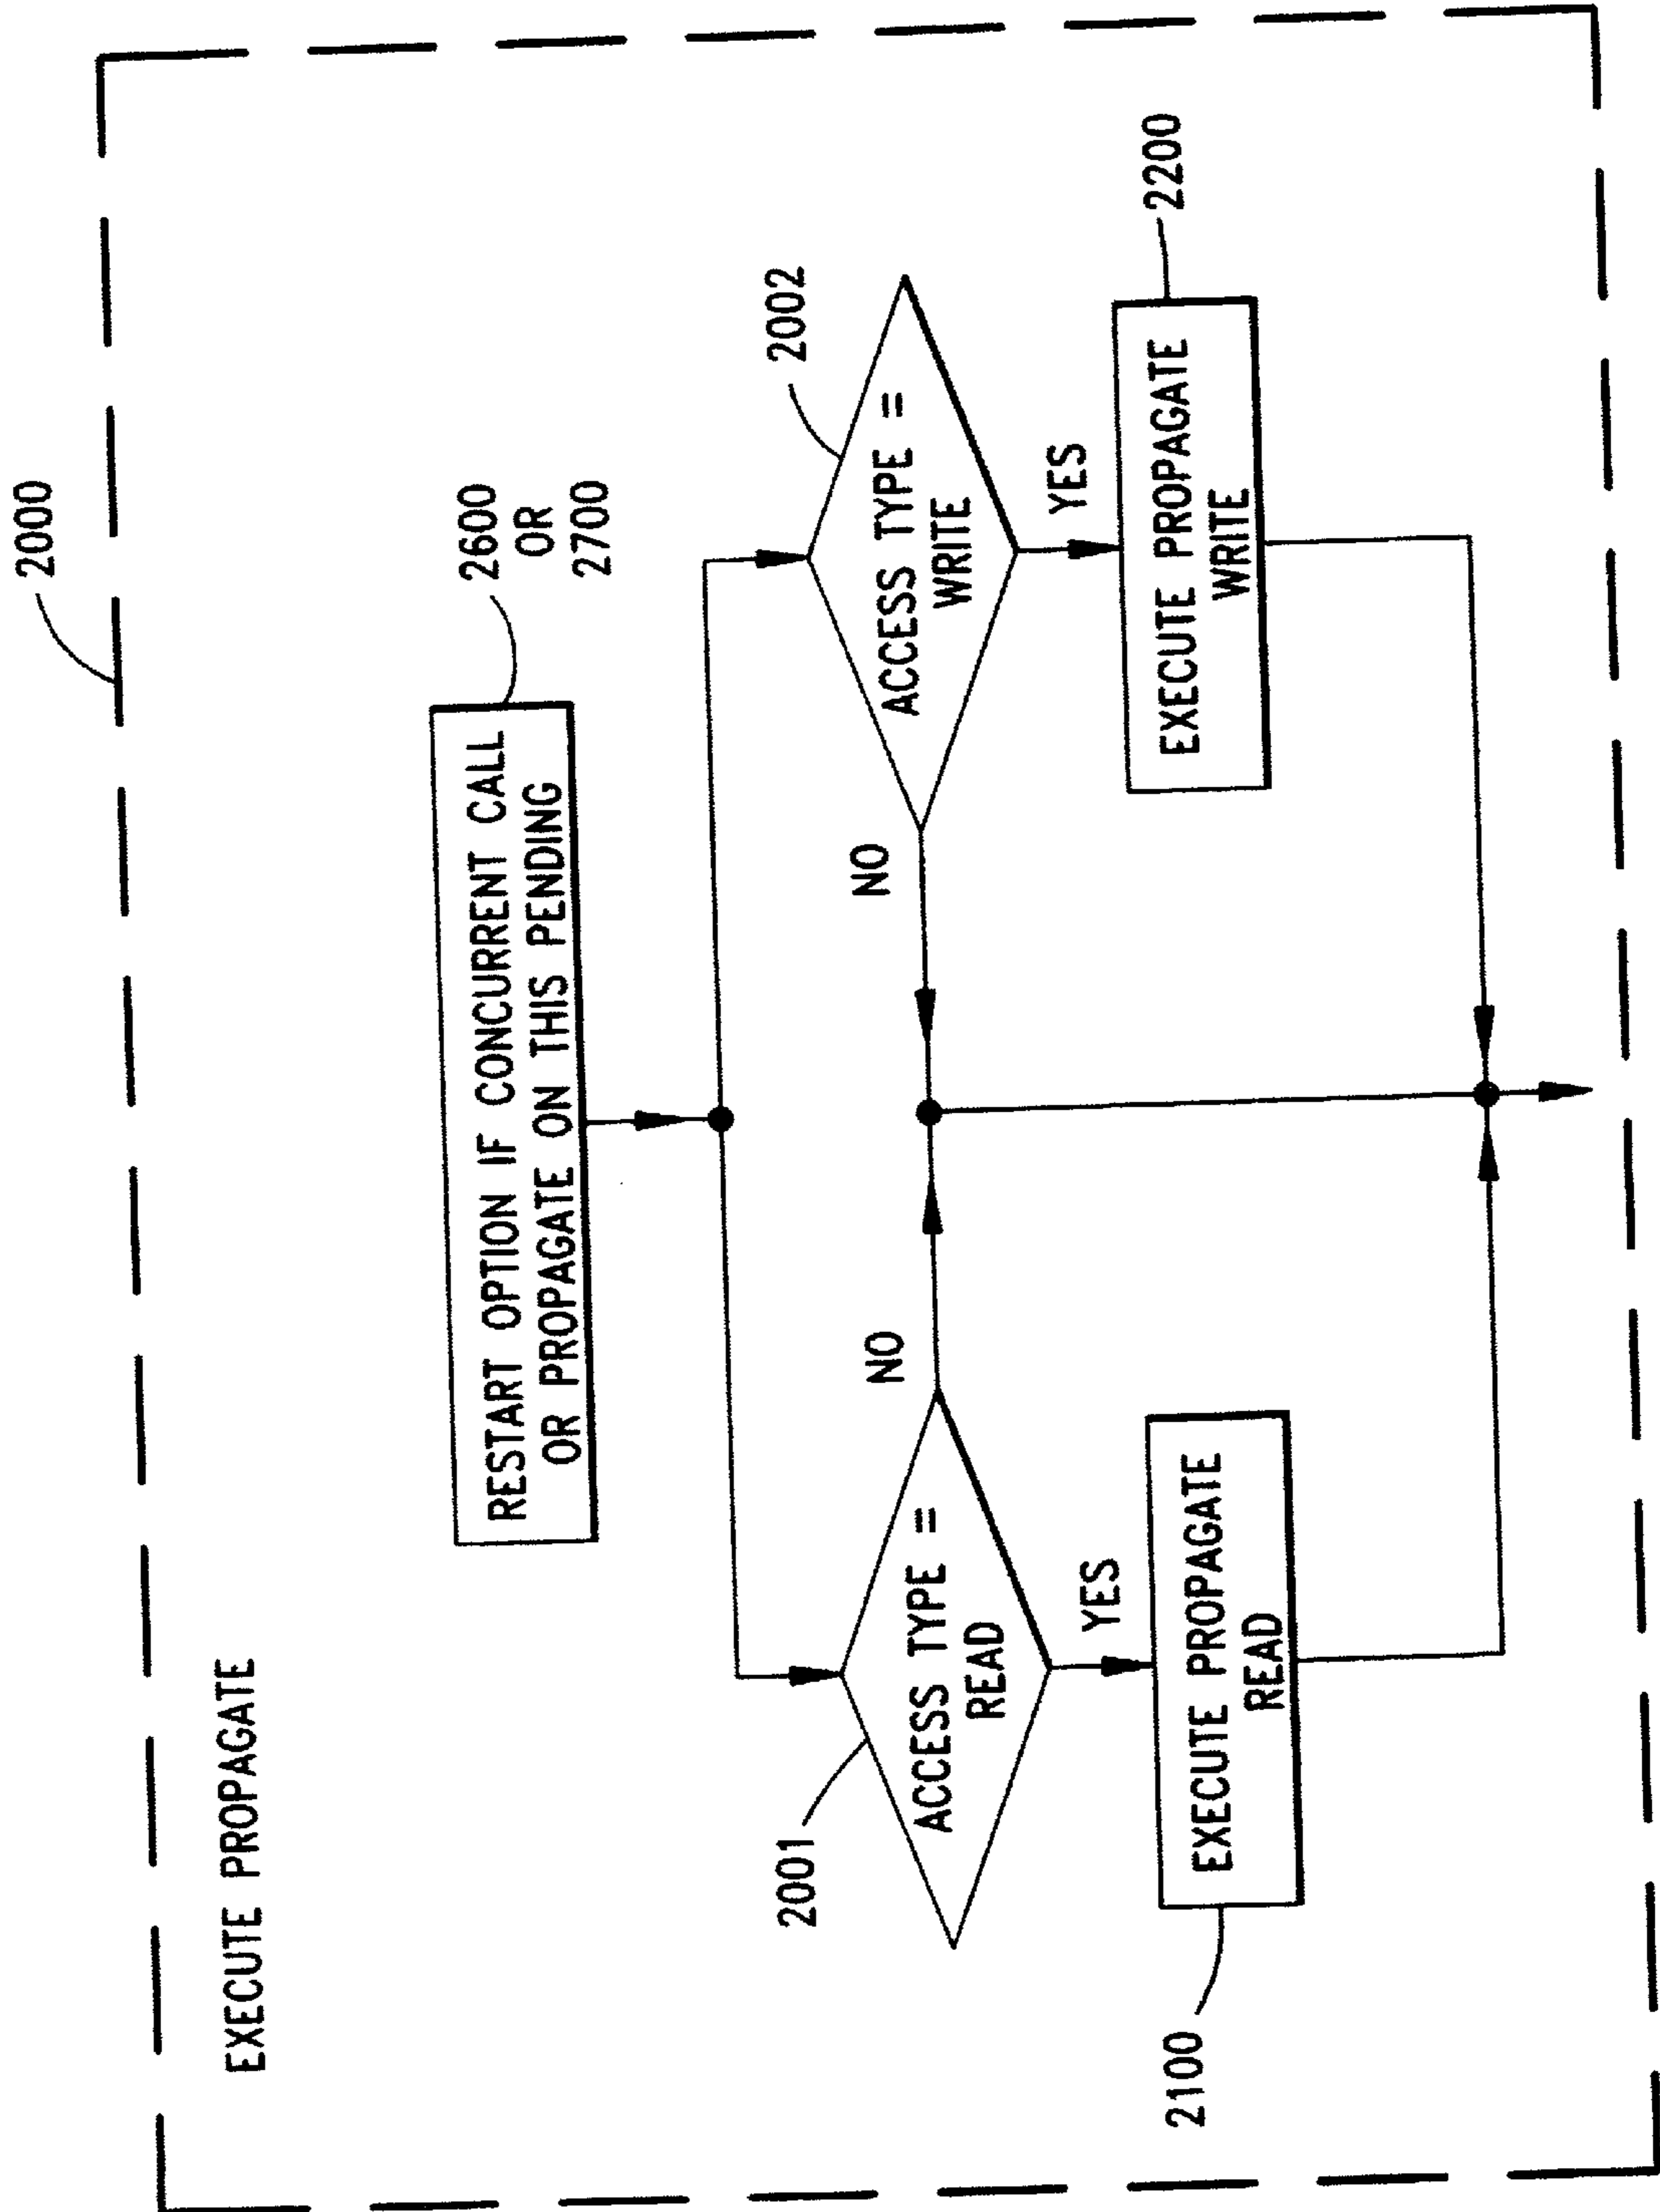 2000
EXECUTE PROPAGATE
RESTART OPTION IF CONCURRENT CALL
OR PROPAGATE ON THIS PENDING
2600
OR
2700
2001
ACCESS TYPE =
READ
NO
YES
2002
ACCESS TYPE =
WRITE
NO
YES
2100
EXECUTE PROPAGATE
READ
2200
EXECUTE PROPAGATE
WRITE